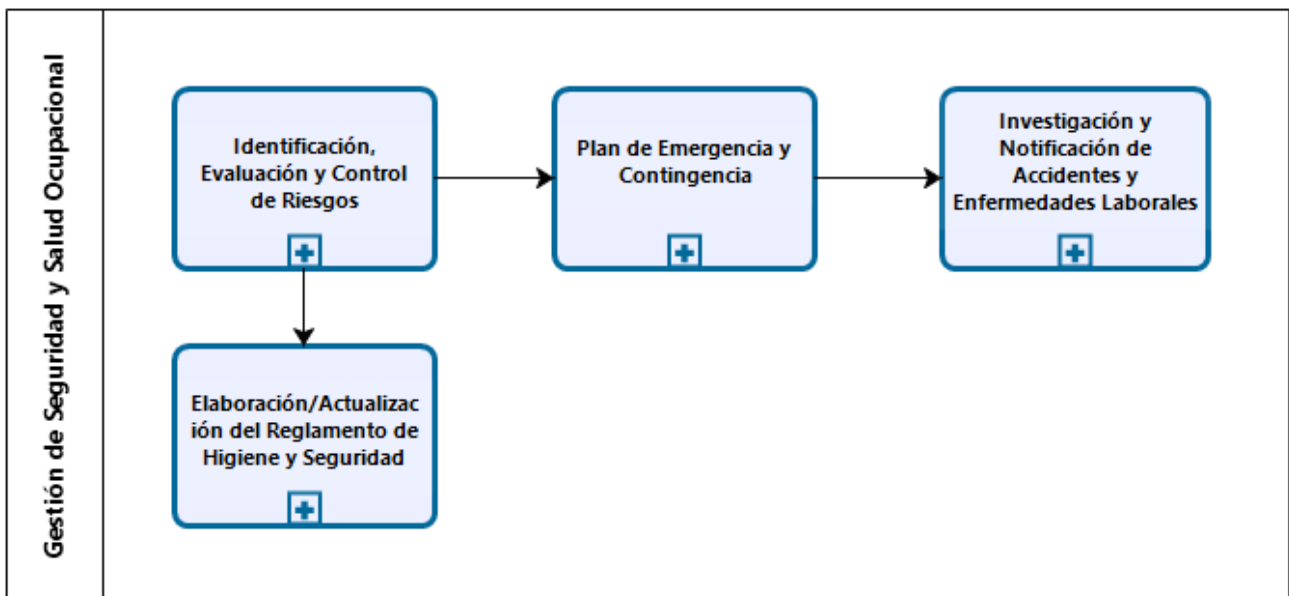 Gestión de Seguridad y Salud Ocupacional
Identificación,
Evaluación y Control
de Riesgos
Plan de Emergencia y
Contingencia
Investigación y
Notificación de
Accidentes y
Enfermedades Laborales
Elaboración/Actualizac
ión del Reglamento de
Higiene y Seguridad